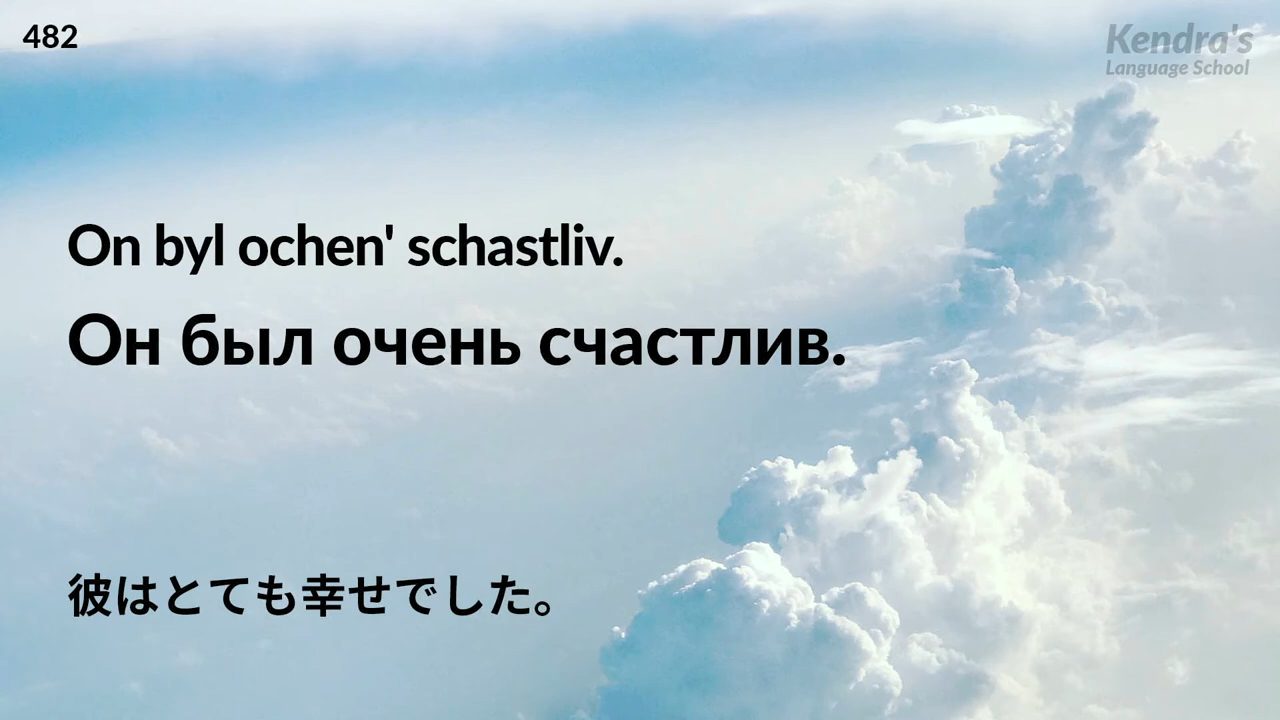 482
Kendra's
Language School
On byl ochen' schastliv.
Он был очень счастлив.
彼はとても幸せでした。